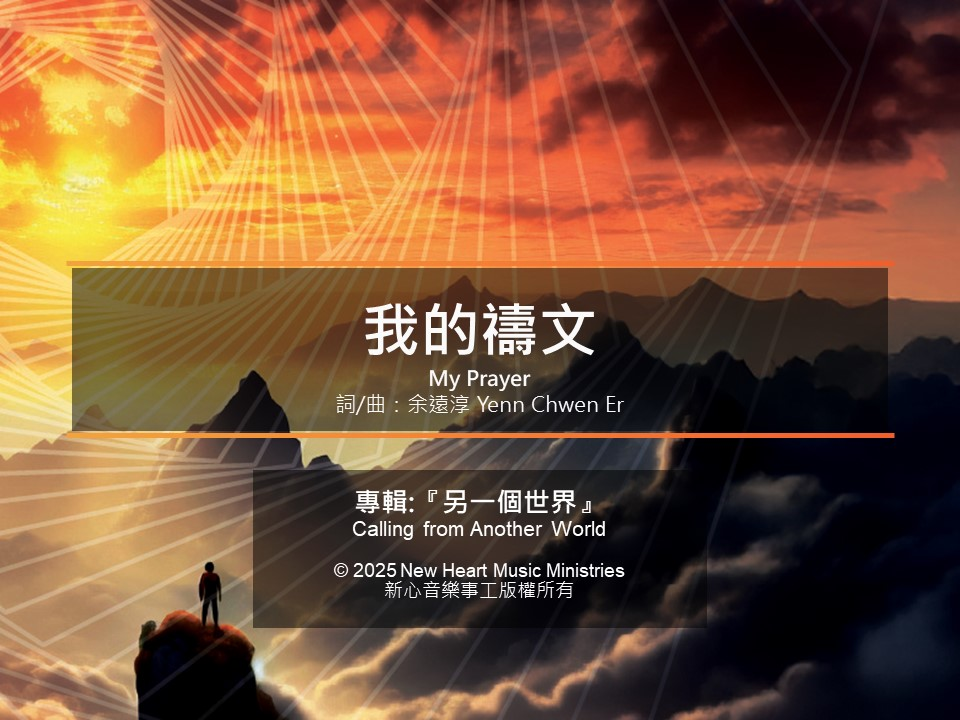 我的禱文
My Prayer
詞/曲：余遠淳 Yenn Chwen Er
專輯:『另一個世界』
Calling from Another World
© 2025 New Heart Music Ministries
新心音樂事工版權所有